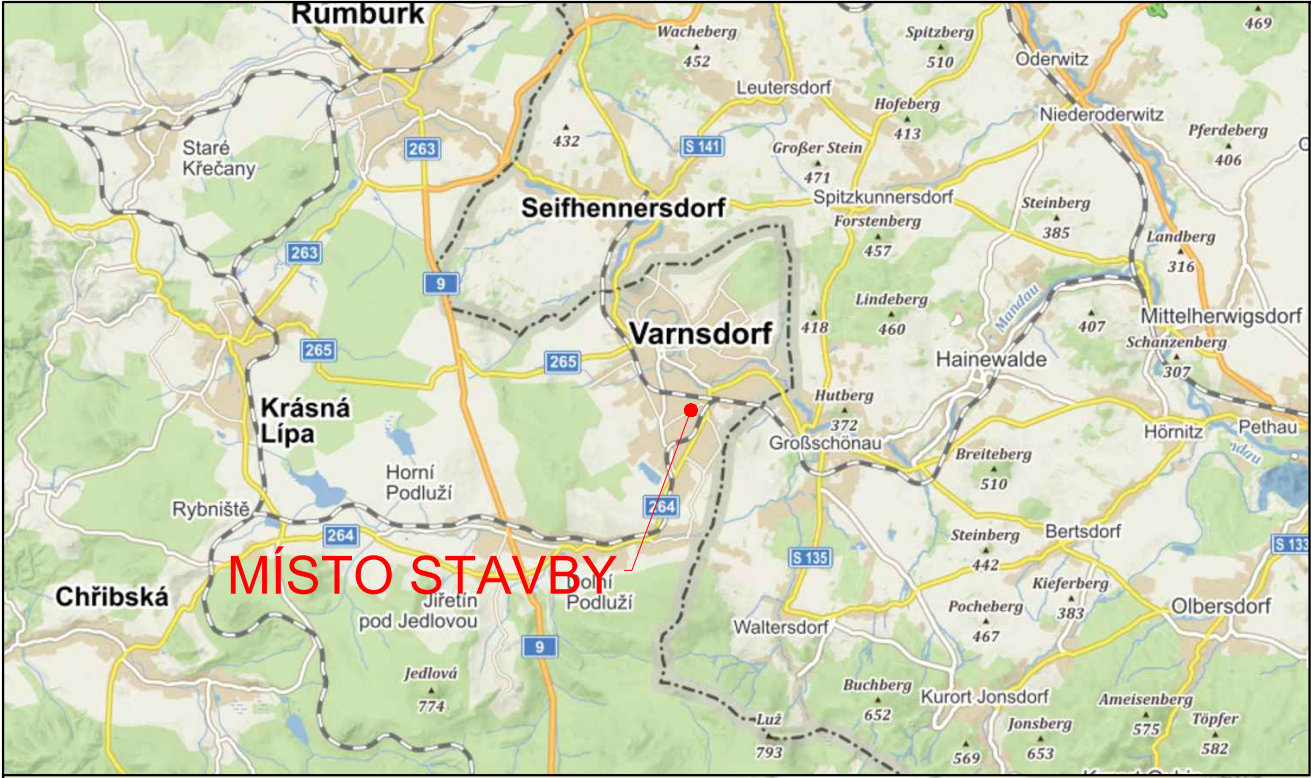 Rumburk
Wacheberg
452
Spitzberg
510
469
Oderwitz
Leutersdorf
Hofeberg
413
Niederoderwitz
Pferdeberg
406
Staré
Křečany
263
432
S 141
Großer Stein
471
Spitzkunnersdorf
Seifhennersdorf
Forstenberg
457
Steinberg
385
Landberg
316
263
9
Mandau
Lindeberg
460
418
407
Mittelherwigsdorf
Varnsdorf
265
265
Hainewalde
Schanzenberg
307
Krásná
Lípa
Hutberg
372
Großschönau
Hörnitz
Pethau
Breiteberg
510
Horní
Podluží
Rybniště
264
264
Steinberg
442
Bertsdorf
S 135
S 133
MÍSTO STAVBY
Dolní
Podluží
Chřibská
Jiřetín
pod Jedlovou
Kieferberg
383
Pocheberg
467
Olbersdorf
Waltersdorf
9
Jedlová
774
Buchberg
652
Kurort Jonsdorf
Ameisenberg
575
Töpfer
582
Luž
793
Jonsberg
653
569